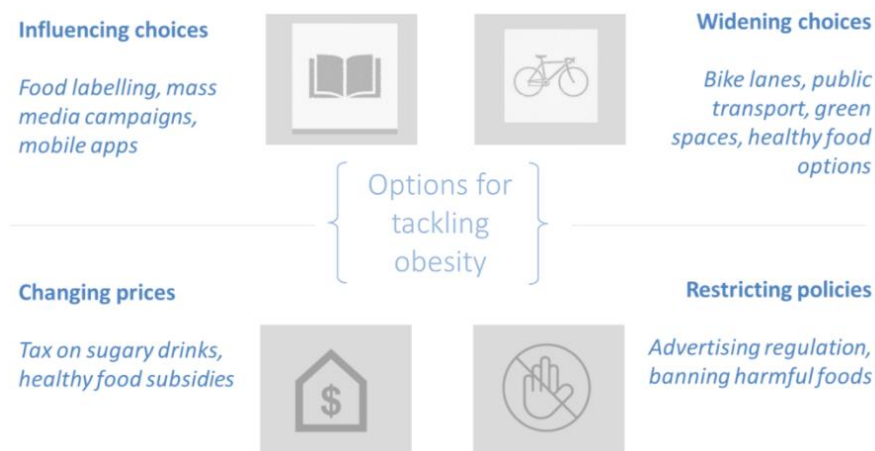 Influencing choices
Food labelling, mass
media campaigns,
mobile apps
Widening choices
Bike lanes, public
transport, green
spaces, healthy food
options
Options for
tackling
obesity
Changing prices
Tax on sugary drinks,
healthy food subsidies
$
Restricting policies
Advertising regulation,
banning harmful foods